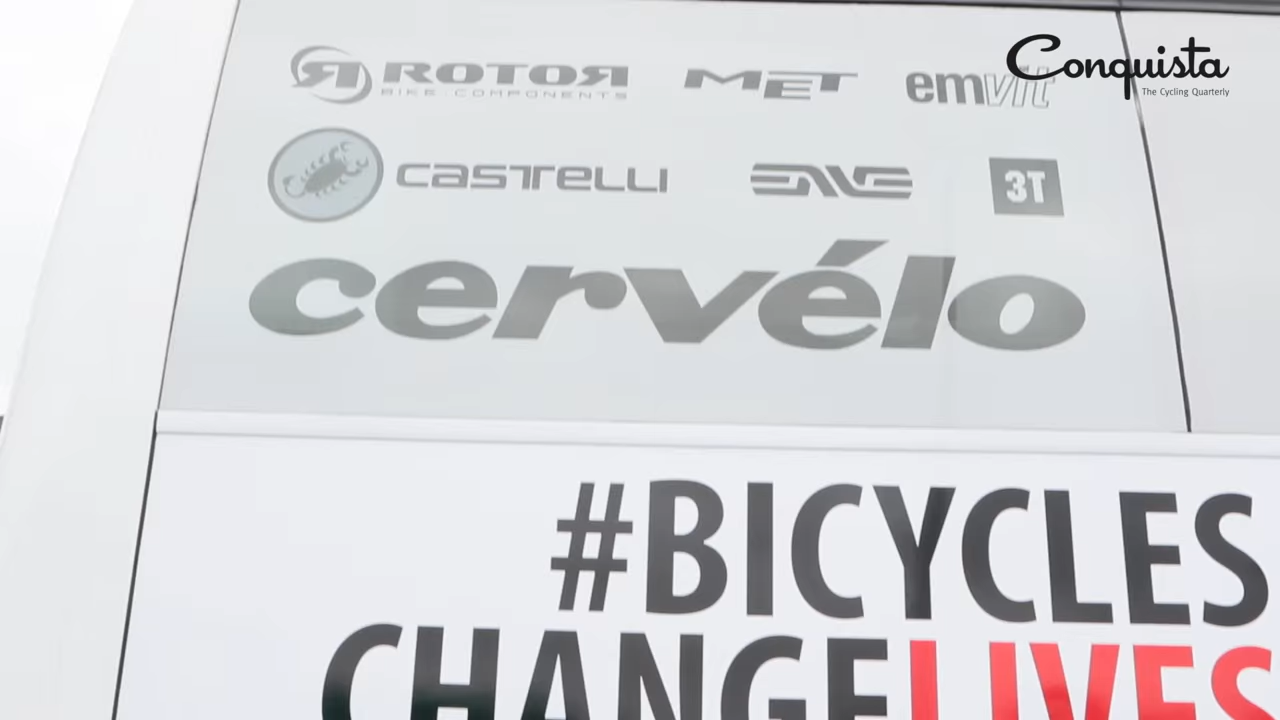 Conquista
The Cycling Quarterly
ROTOR MET emvit
BIKE COMPONENTS
CASTELLI ENVE 3T
cervélo
#BICYCLES
CHANGELIVES